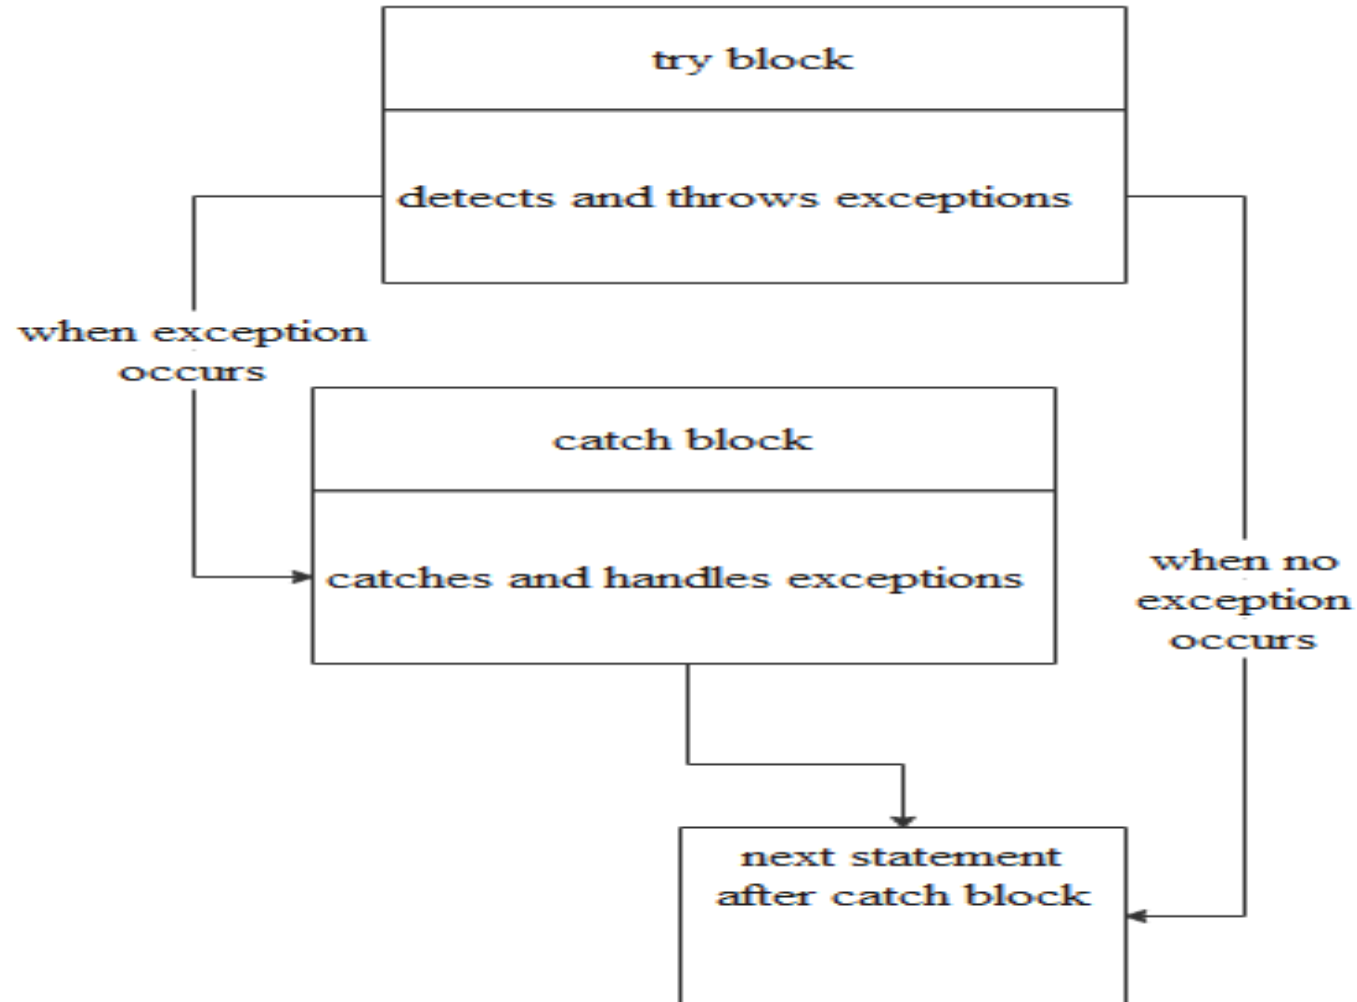 try block
detects and throws exceptions
when exception
occurs
catch block
catches and handles exceptions
when no
exception
occurs
next statement
after catch block